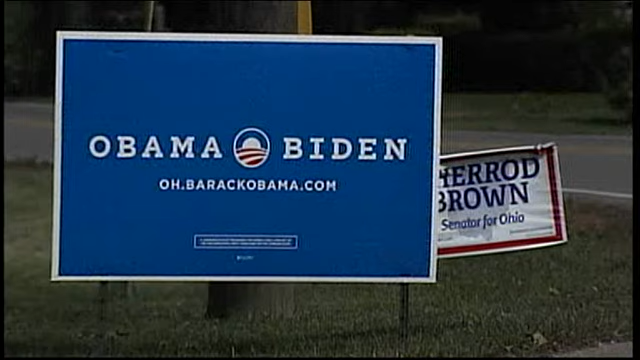 OBAMA BIDEN
OH.BARACKOBAMA.COM
HERROD
BROWN
Senator for Ohio